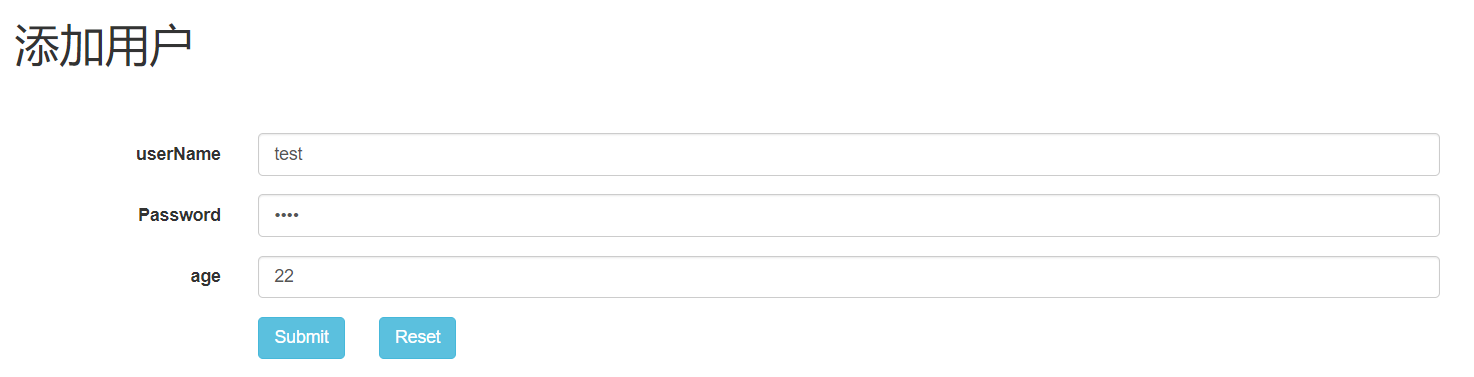 添加用户
userName test
Password ••••
age 22
Submit Reset